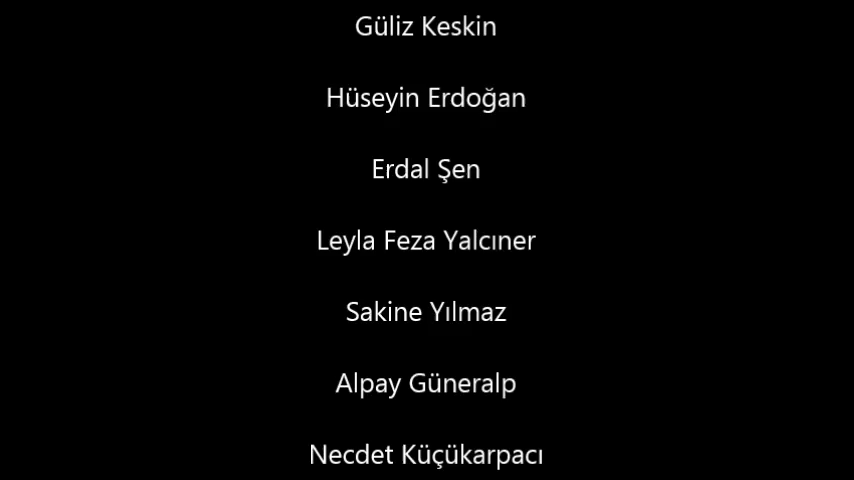 Güliz Keskin
Hüseyin Erdoğan
Erdal Şen
Leyla Feza Yalcıner
Sakine Yılmaz
Alpay Güneralp
Necdet Küçükarpacı